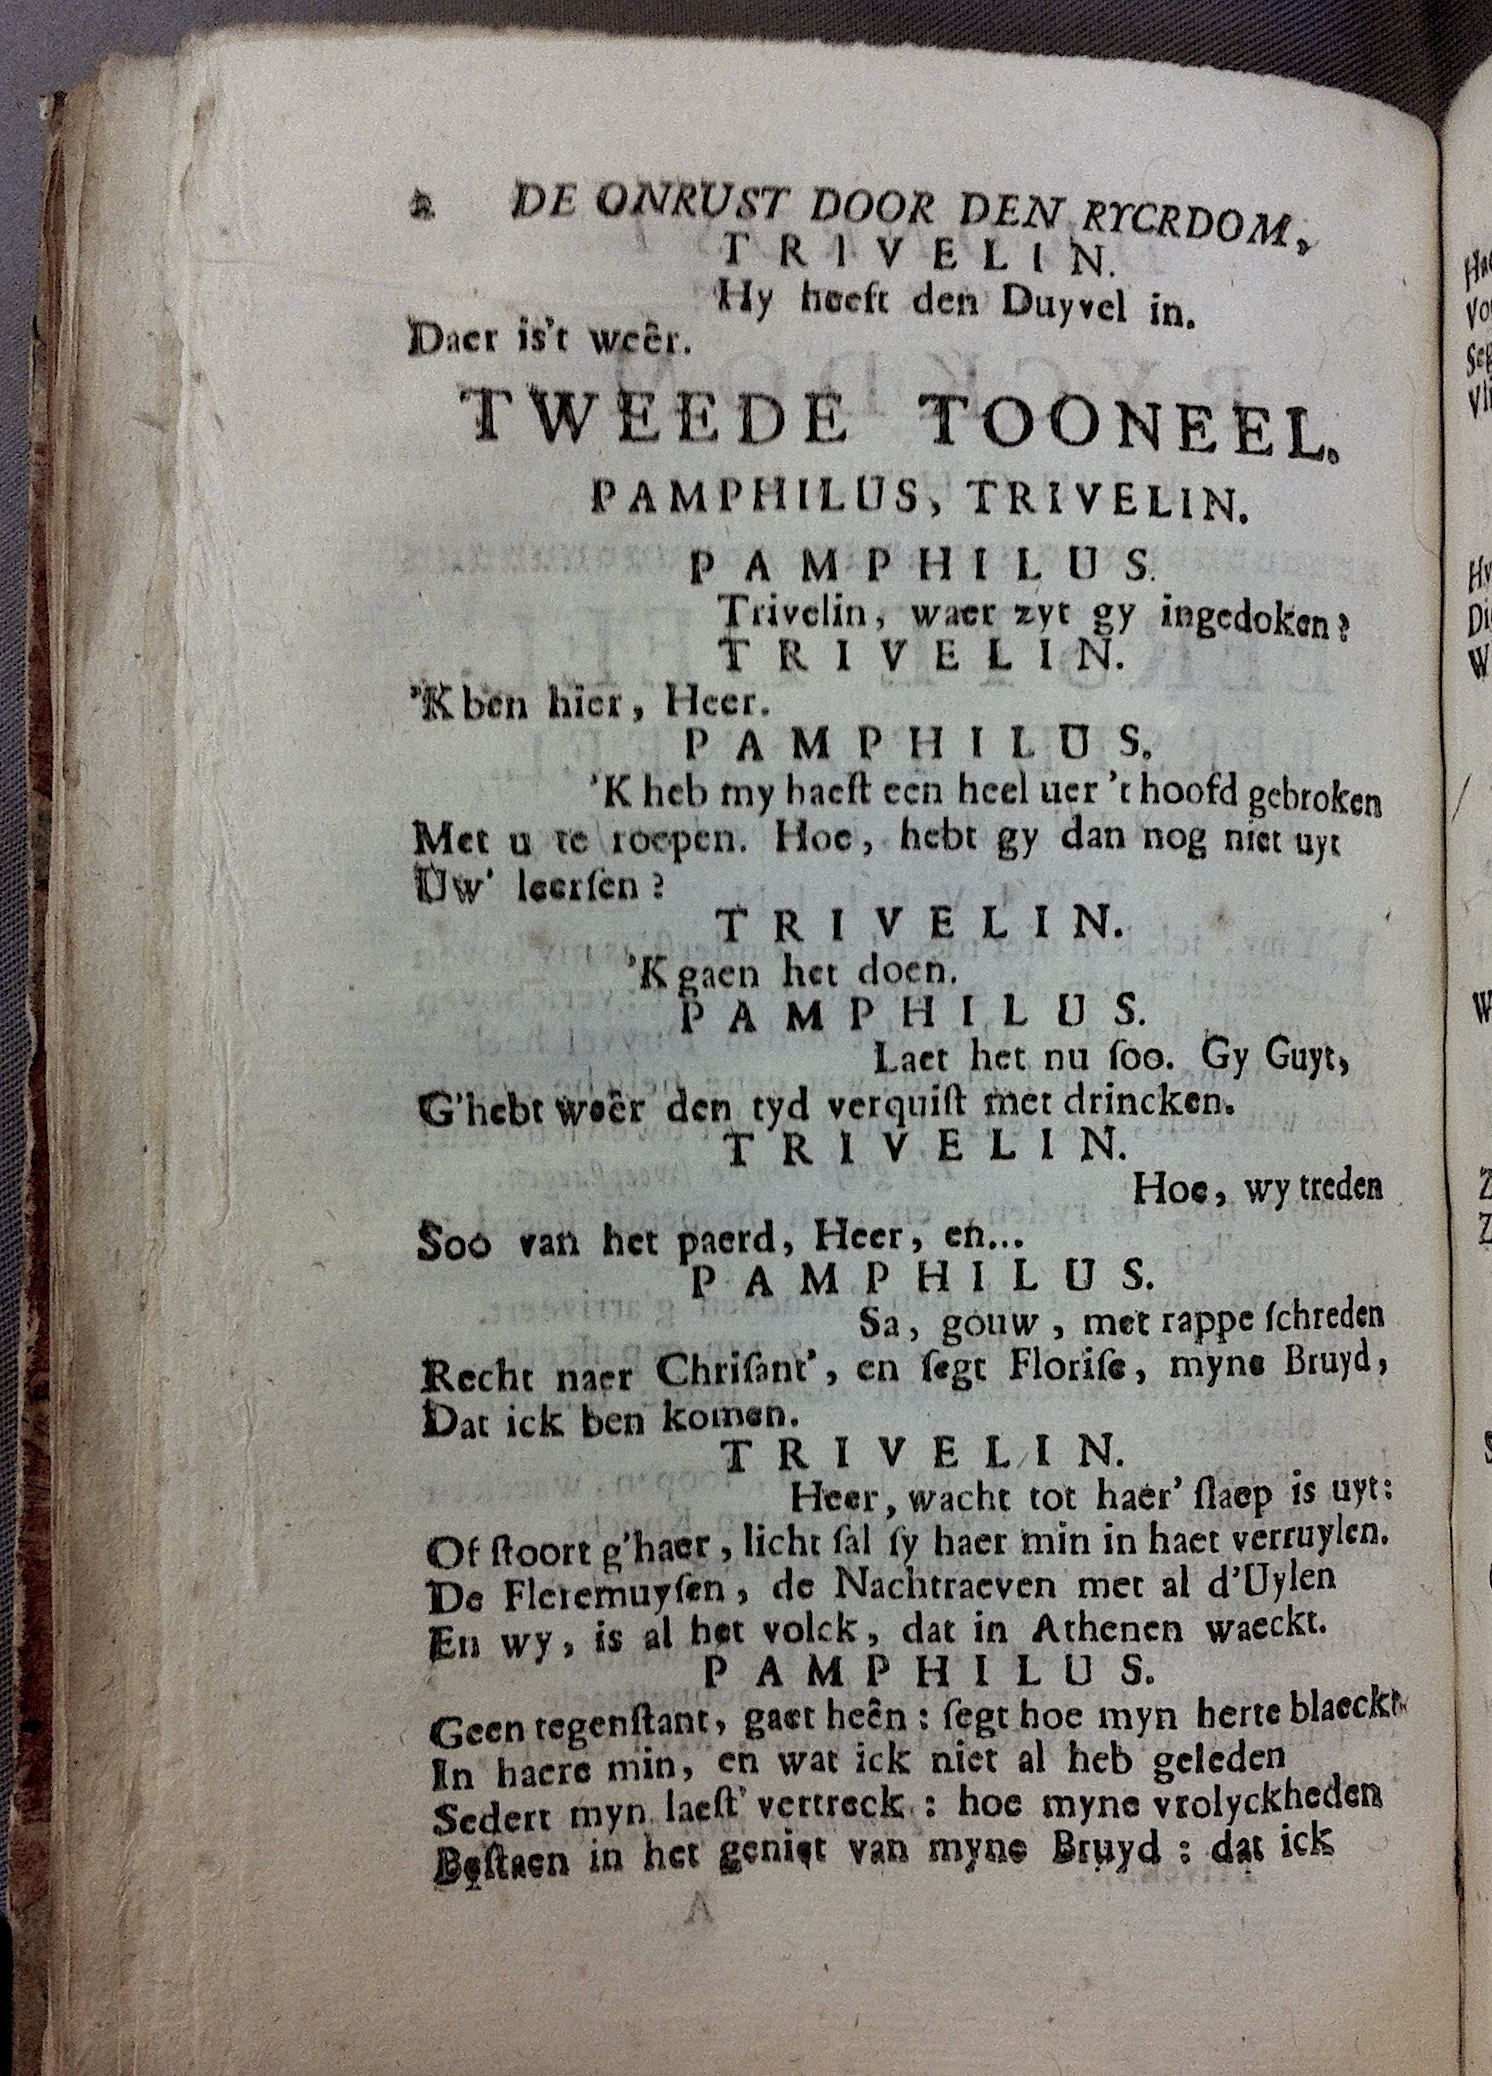 2 DE ONRUST DOOR DEN RYCRDOM,
TRIVELIN.
Hy heeft den Duyvel in.
Daer is't weêr.
TWEEDE TOONEEL.
PAMPHILUS, TRIVELIN.
PAMPHILUS.
Trivelin, waer zyt gy ingedoken?
TRIVELIN.
'K ben hier, Heer.
PAMPHILUS.
'K heb my haeſt een heel uer 't hoofd gebroken
Met u te roepen. Hoe, hebt gy dan nog niet uyt
Uw' leerſen?
TRIVELIN.
'K gaen het doen.
PAMPHILUS.
Laet het nu ſoo. Gy Guyt,
G'hebt weêr den tyd verquiſt met drincken.
TRIVELIN.
Hoe, wy treden
Soo van het paerd, Heer, en...
PAMPHILUS.
Sa, gouw, met rappe ſchreden
Recht naer Chriſant', en ſegt Floriſe, myne Bruyd,
Dat ick ben komen.
TRIVELIN.
Heer, wacht tot haer' ſlaep is uyt:
Of ſtoort g'haer, licht ſal ſy haer min in haet verruylen.
De Fleremuyſen, de Nachtraeven met al d'Uylen
En wy, is al het volck, dat in Athenen waeckt.
PAMPHILUS.
Geen tegenſtant, gaet heên: ſegt hoe myn herte blaeckt
In haere min, en wat ick niet al heb geleden
Sedert myn laeſt' vertreck: hoe myne vrolyckheden
Beſtaen in het geniet van myne Bruyd: dat ick